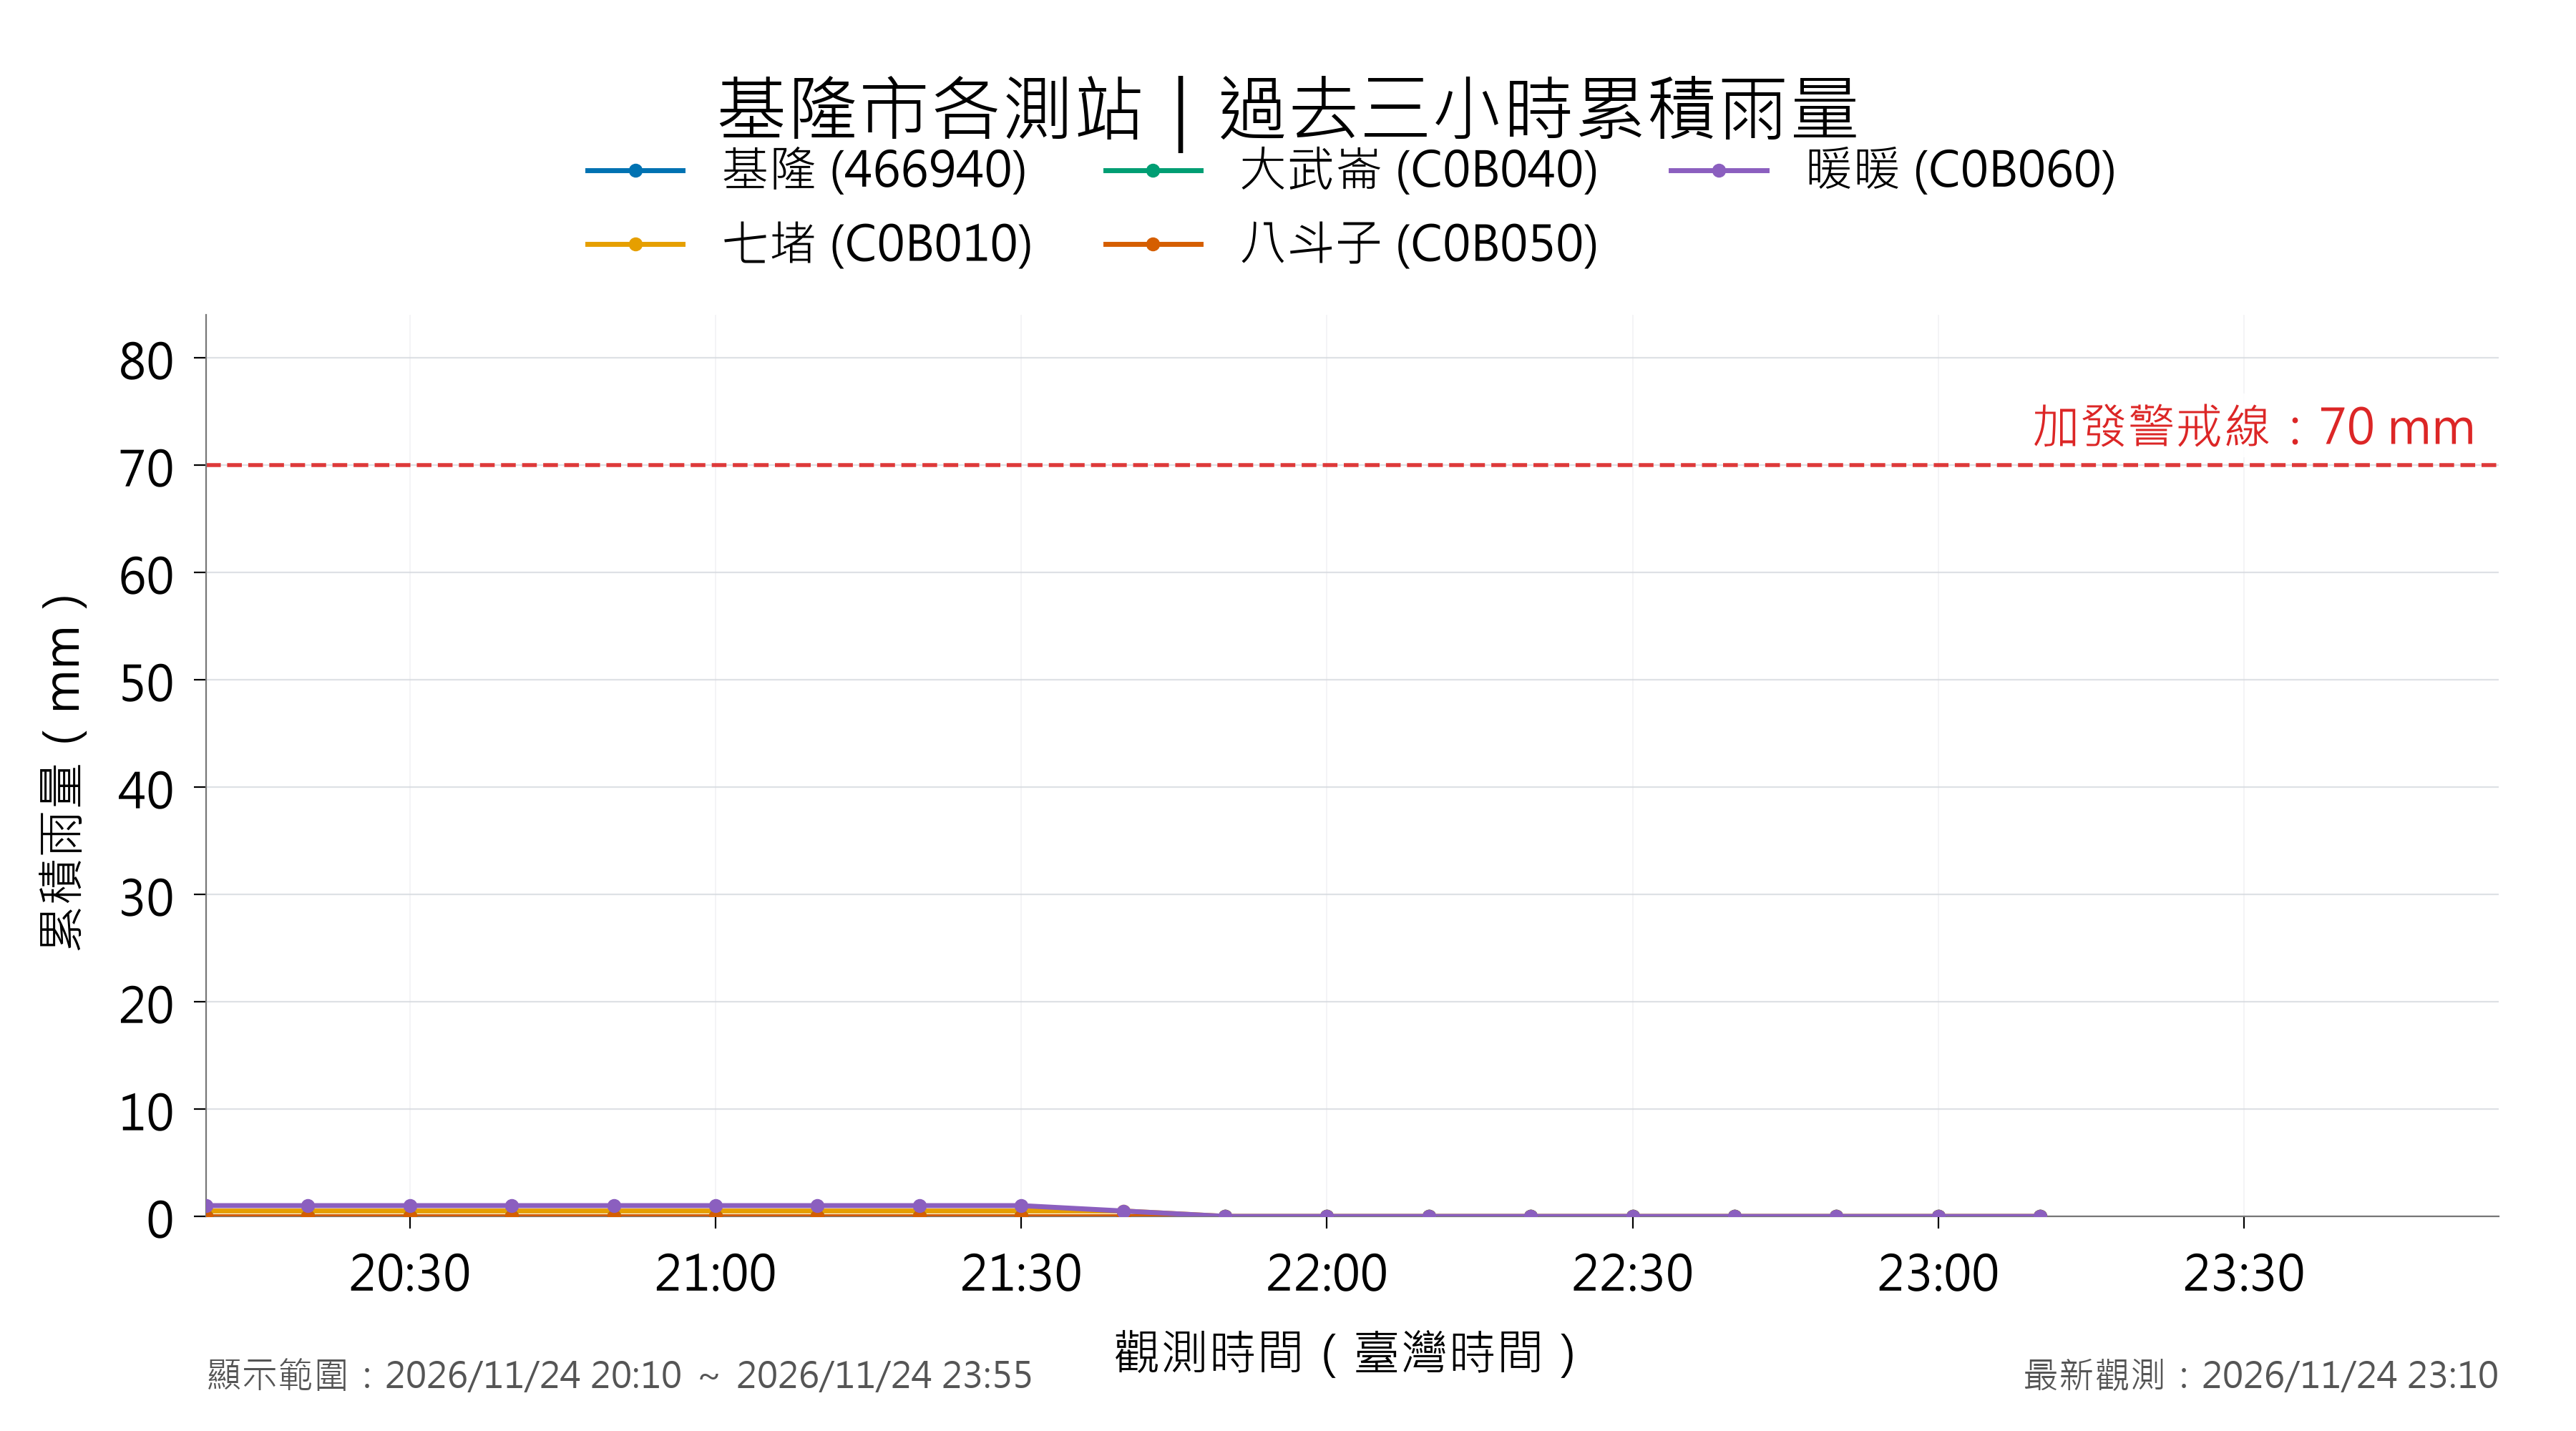 基隆市各測站｜過去三小時累積雨量
基隆 (466940)
大武崙 (C0B040)
暖暖 (C0B060)
七堵 (C0B010)
八斗子 (C0B050)
加發警戒線：70 mm
80
70
60
50
40
30
20
10
0
累積雨量（mm）
20:30
21:00
21:30
22:00
22:30
23:00
23:30
觀測時間（臺灣時間）
顯示範圍：2026/11/24 20:10 ~ 2026/11/24 23:55
最新觀測：2026/11/24 23:10